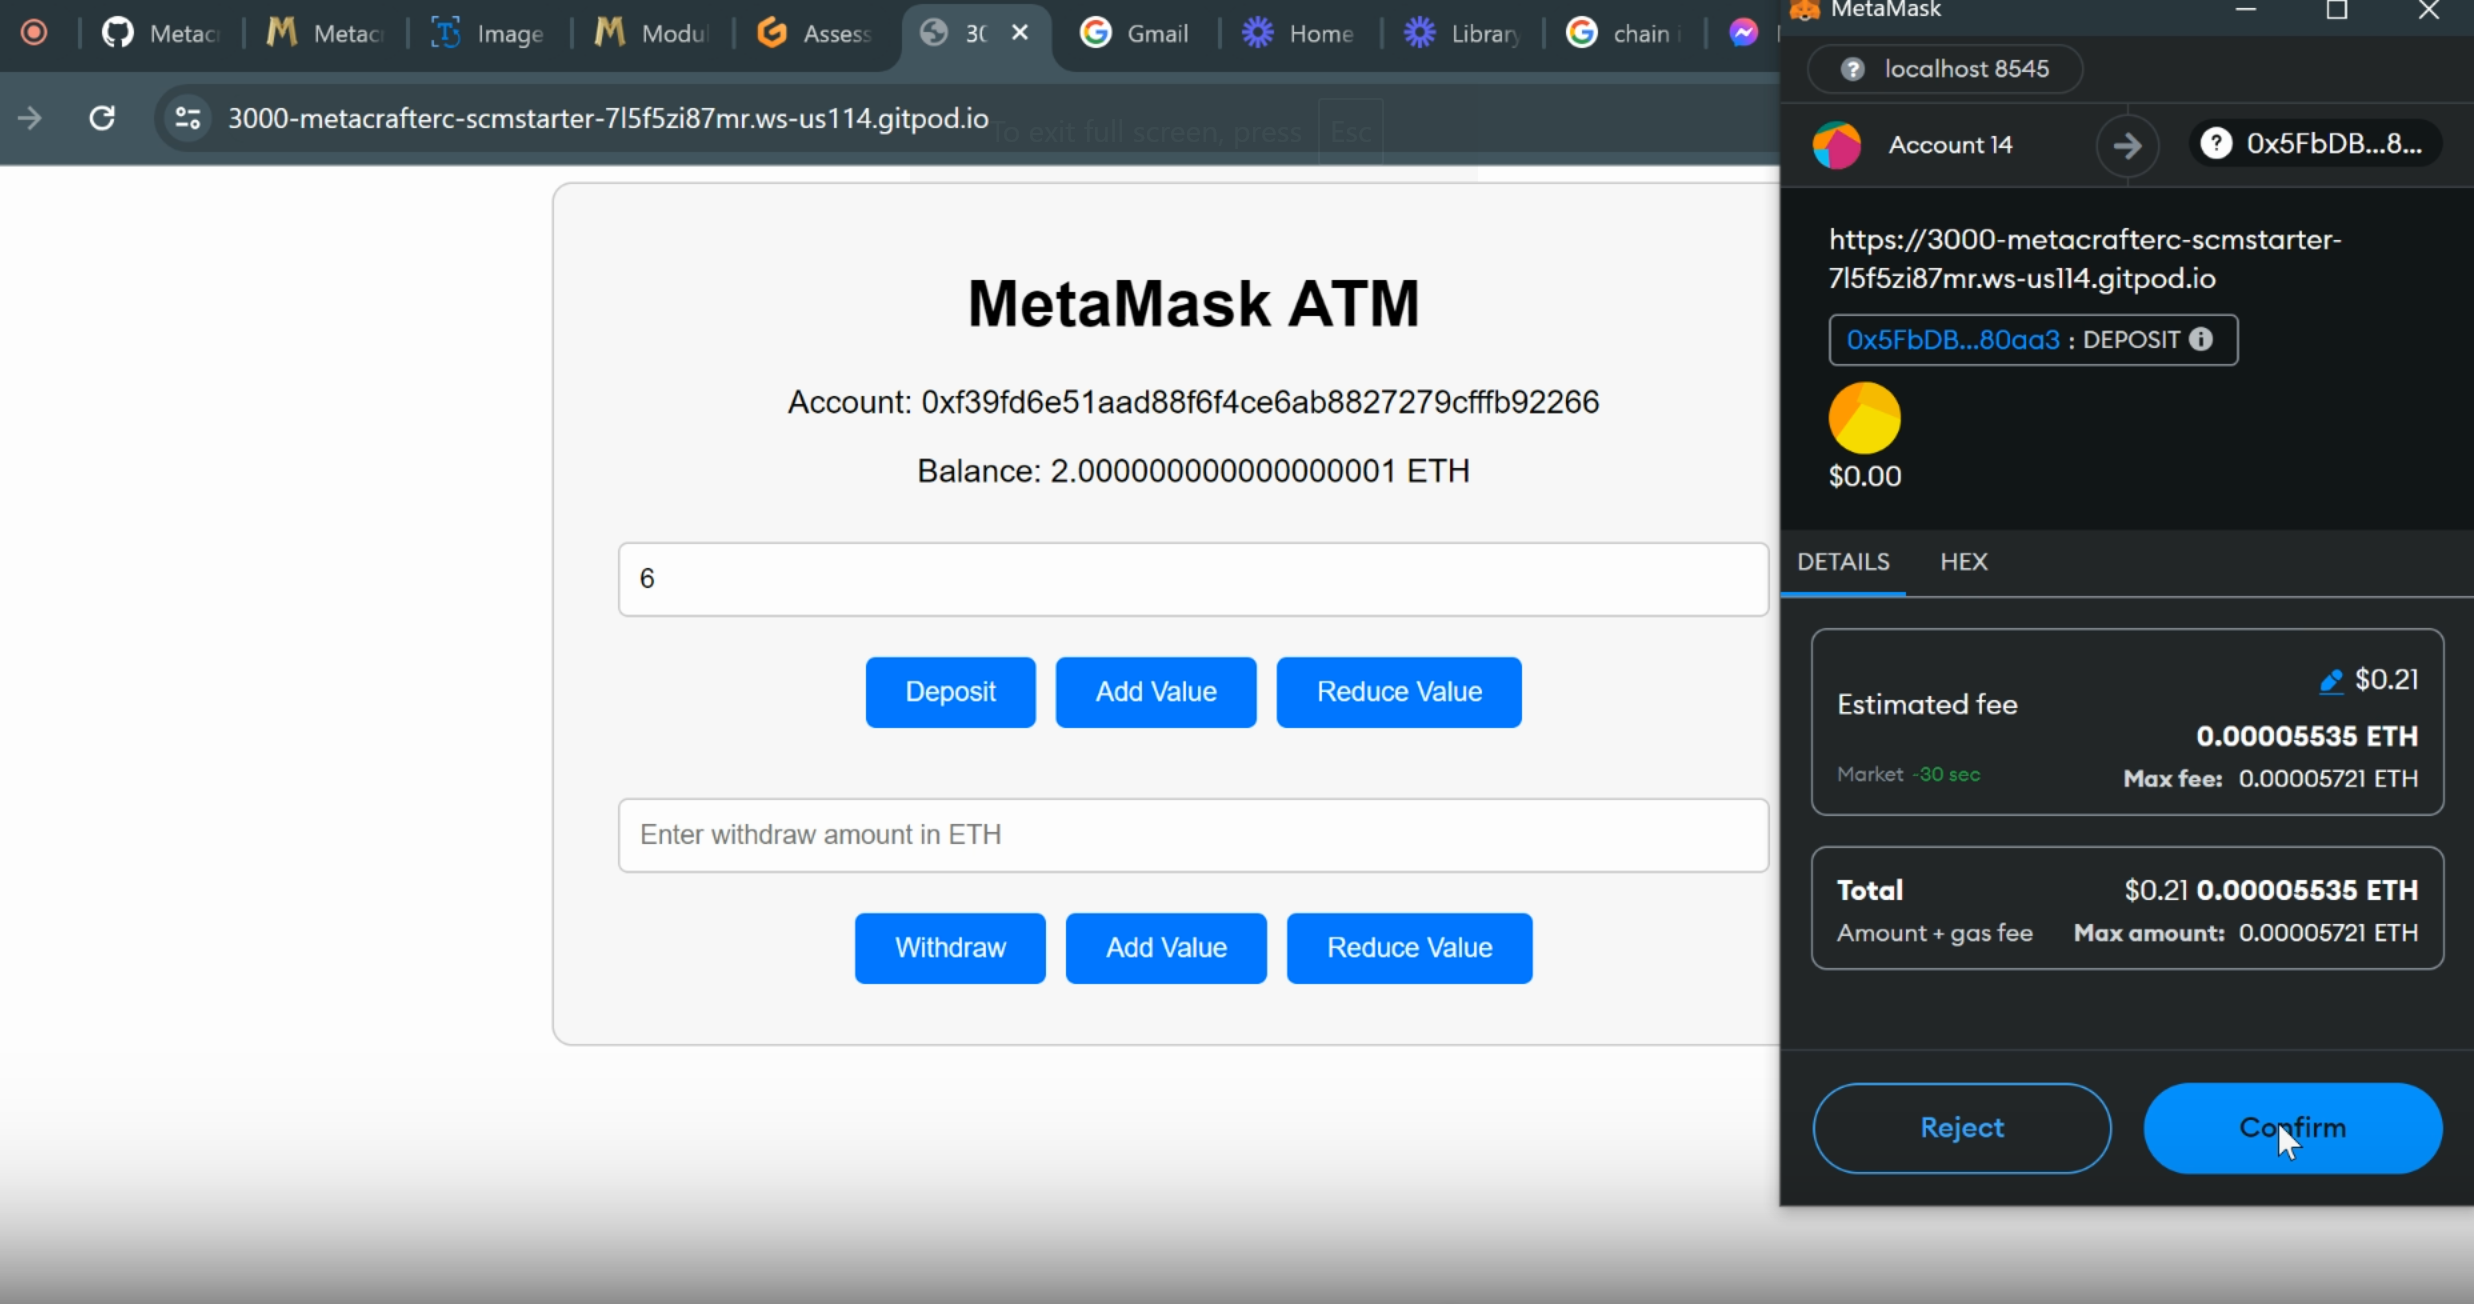 Metac
Metac
Image
Modul
Assess
30
Gmail
Home
Library
chain i
MetaMask
localhost 8545
3000-metacrafterc-scmstarter-7l5f5zi87mr.ws-us114.gitpod.io
To exit full screen, press Esc
Account 14
0x5FbDB...8...
https://3000-metacrafterc-scmstarter-
7l5f5zi87mr.ws-us114.gitpod.io
0x5FbDB...80aa3 : DEPOSIT
$0.00
MetaMask ATM
Account: 0xf39fd6e51aad88f6f4ce6ab8827279cfffb92266
Balance: 2.000000000000000001 ETH
6
Deposit
Add Value
Reduce Value
Enter withdraw amount in ETH
Withdraw
Add Value
Reduce Value
DETAILS
HEX
Estimated fee
$0.21
0.00005535 ETH
Market ~30 sec
Max fee: 0.00005721 ETH
Total
$0.21 0.00005535 ETH
Amount + gas fee
Max amount: 0.00005721 ETH
Reject
Confirm